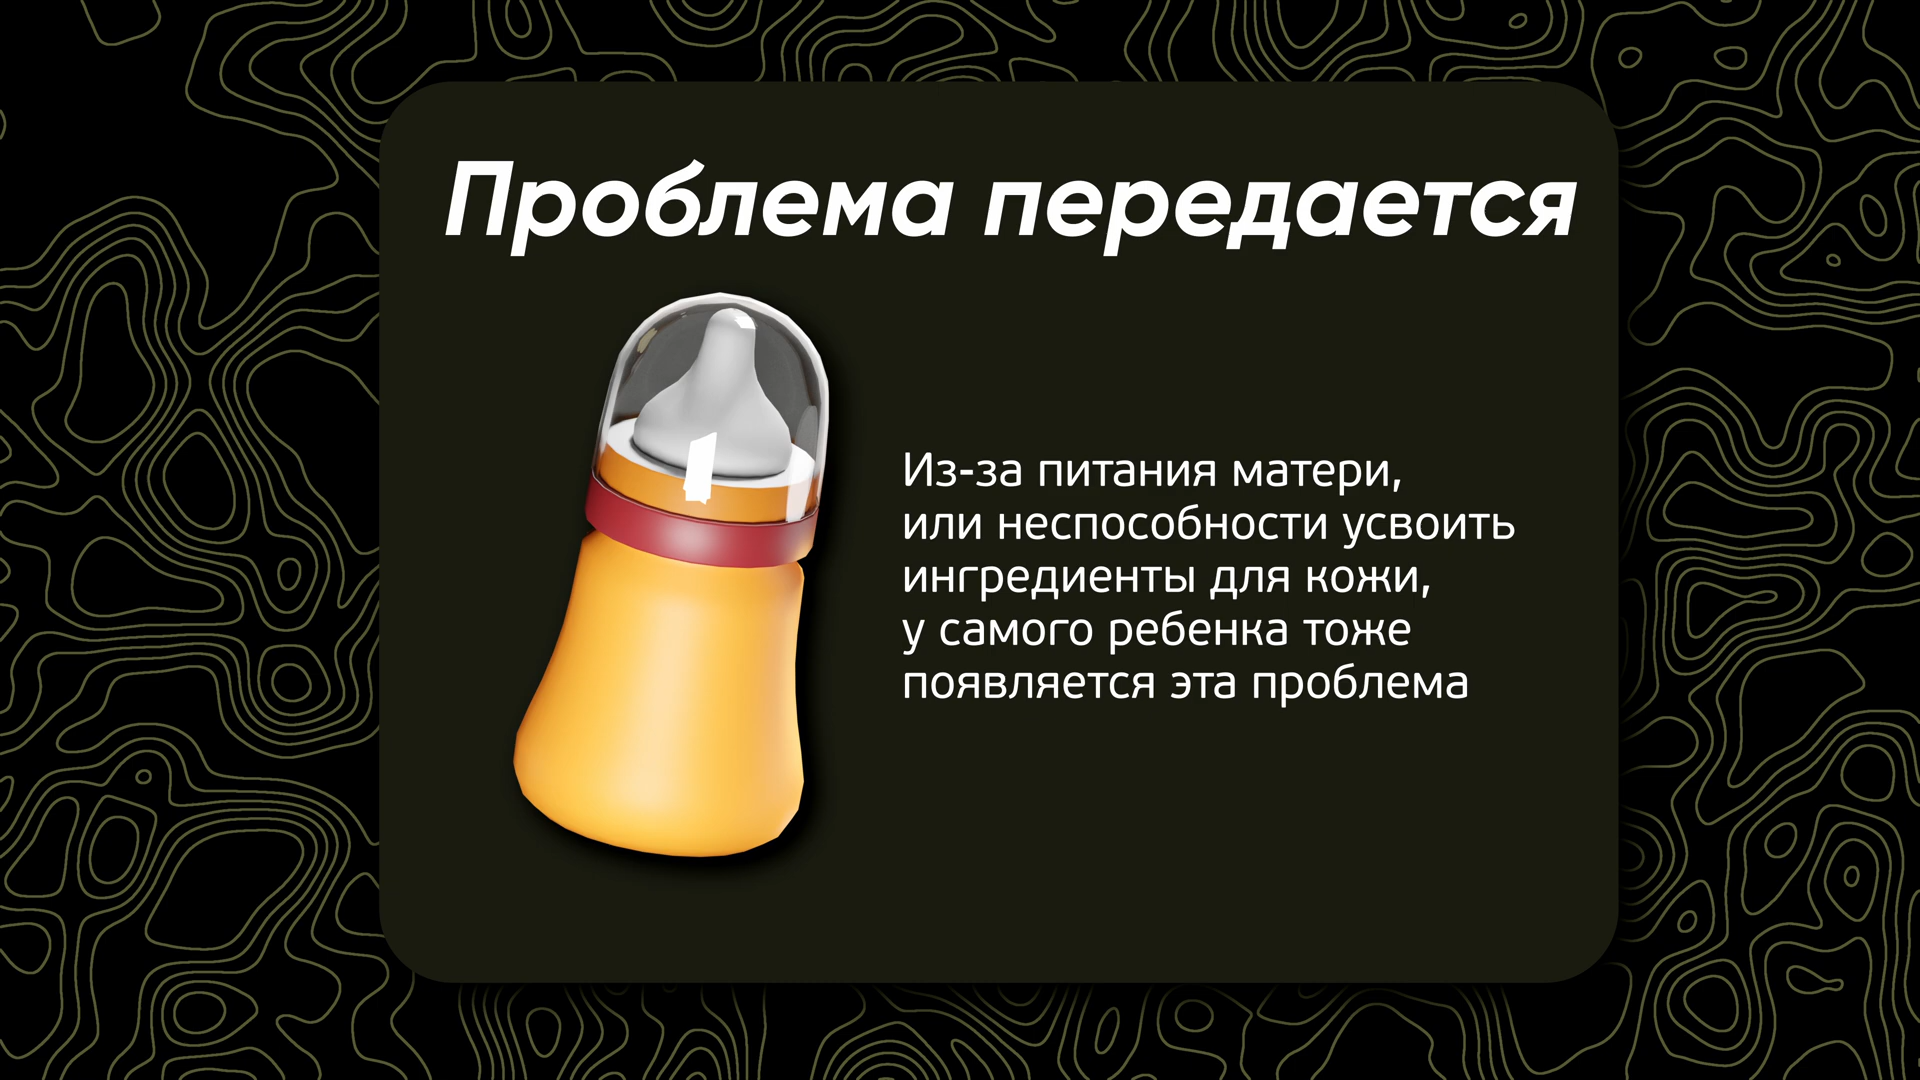 Проблема передается
Из-за питания матери,
или неспособности усвоить
ингредиенты для кожи,
у самого ребенка тоже
появляется эта проблема